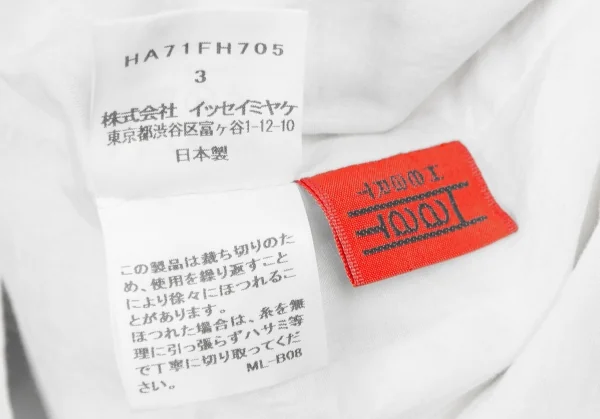 HA71FH705
3
株式会社 イッセイミヤケ
東京都渋谷区富ヶ谷1-12-10
日本製
この製品は裁ち切りのた
め、使用を繰り返すこと
により徐々にほつれるこ
とがあります。
ほつれた場合は、糸を無
理に引っ張らずハサミ等
で丁寧に切り取ってくだ
さい。
ML-B08